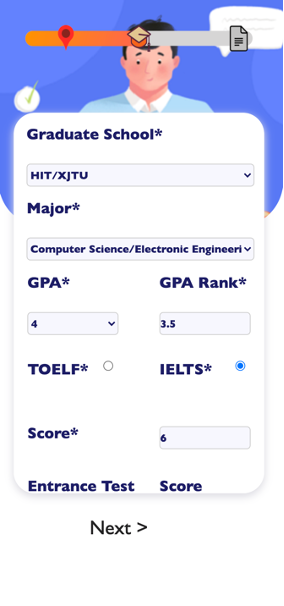 Graduate School*
HIT/XJTU
Major*
Computer Science/Electronic Engineeri
GPA* GPA Rank*
4 3.5
TOELF* IELTS*
Score* 6
Entrance Test Score
Next >